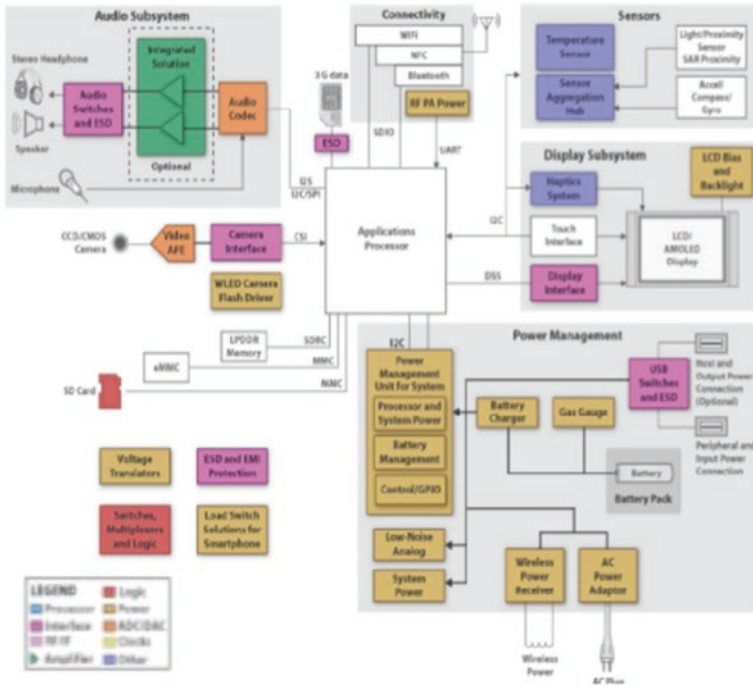 Audio Subsystem
Stereo Headphone
Speaker
Microphone
Audio
Switches
and ESD
Integrated
Solution
Optional
Audio
Codec
I2S
I2C/SPI
3G data
ESD
Connectivity
WIFI
NFC
Bluetooth
RF PA Power
SDIO
UART
Sensors
Temperature
Sensor
Light/Proximity
Sensor
SAR Proximity
Sensor
Aggregation
Hub
Accel/
Compass/
Gyro
Display Subsystem
LCD Bias
and
Backlight
Haptics
System
Touch
Interface
Display
Interface
LCD/
AMOLED
Display
I2C
DSS
CCD/CMOS
Camera
Video
AFE
Camera
Interface
CSI
WLED Camera
Flash Driver
Applications
Processor
LPDDR
Memory
SDRC
eMMC
MMC
SD Card
MMC
I2C
Power Management
Power
Management
Unit for System
Processor and
System Power
Battery
Management
Control/GPIO
Battery
Charger
Gas Gauge
Battery
Battery Pack
USB
Switches
and ESD
Host and
Output Power
Connection
(Optional)
Peripheral and
Input Power
Connection
Low-Noise
Analog
System
Power
Wireless
Power
Receiver
AC
Power
Adaptor
Wireless
Power
AC Plug
Voltage
Translators
ESD and EMI
Protection
Switches,
Multiplexers
and Logic
Load Switch
Solutions for
Smartphone
LEGEND
Processor
Interface
RF/IF
Amplifier
Logic
Power
ADC/DAC
Clocks
Other